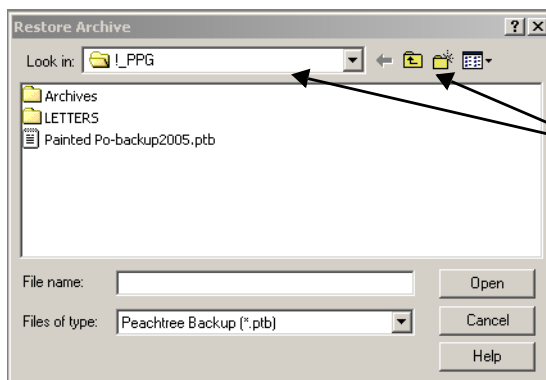 Restore Archive
Look in: !_PPG
Archives
LETTERS
Painted Po-backup2005.ptb
File name: Open
Files of type: Peachtree Backup (*.ptb) Cancel
Help